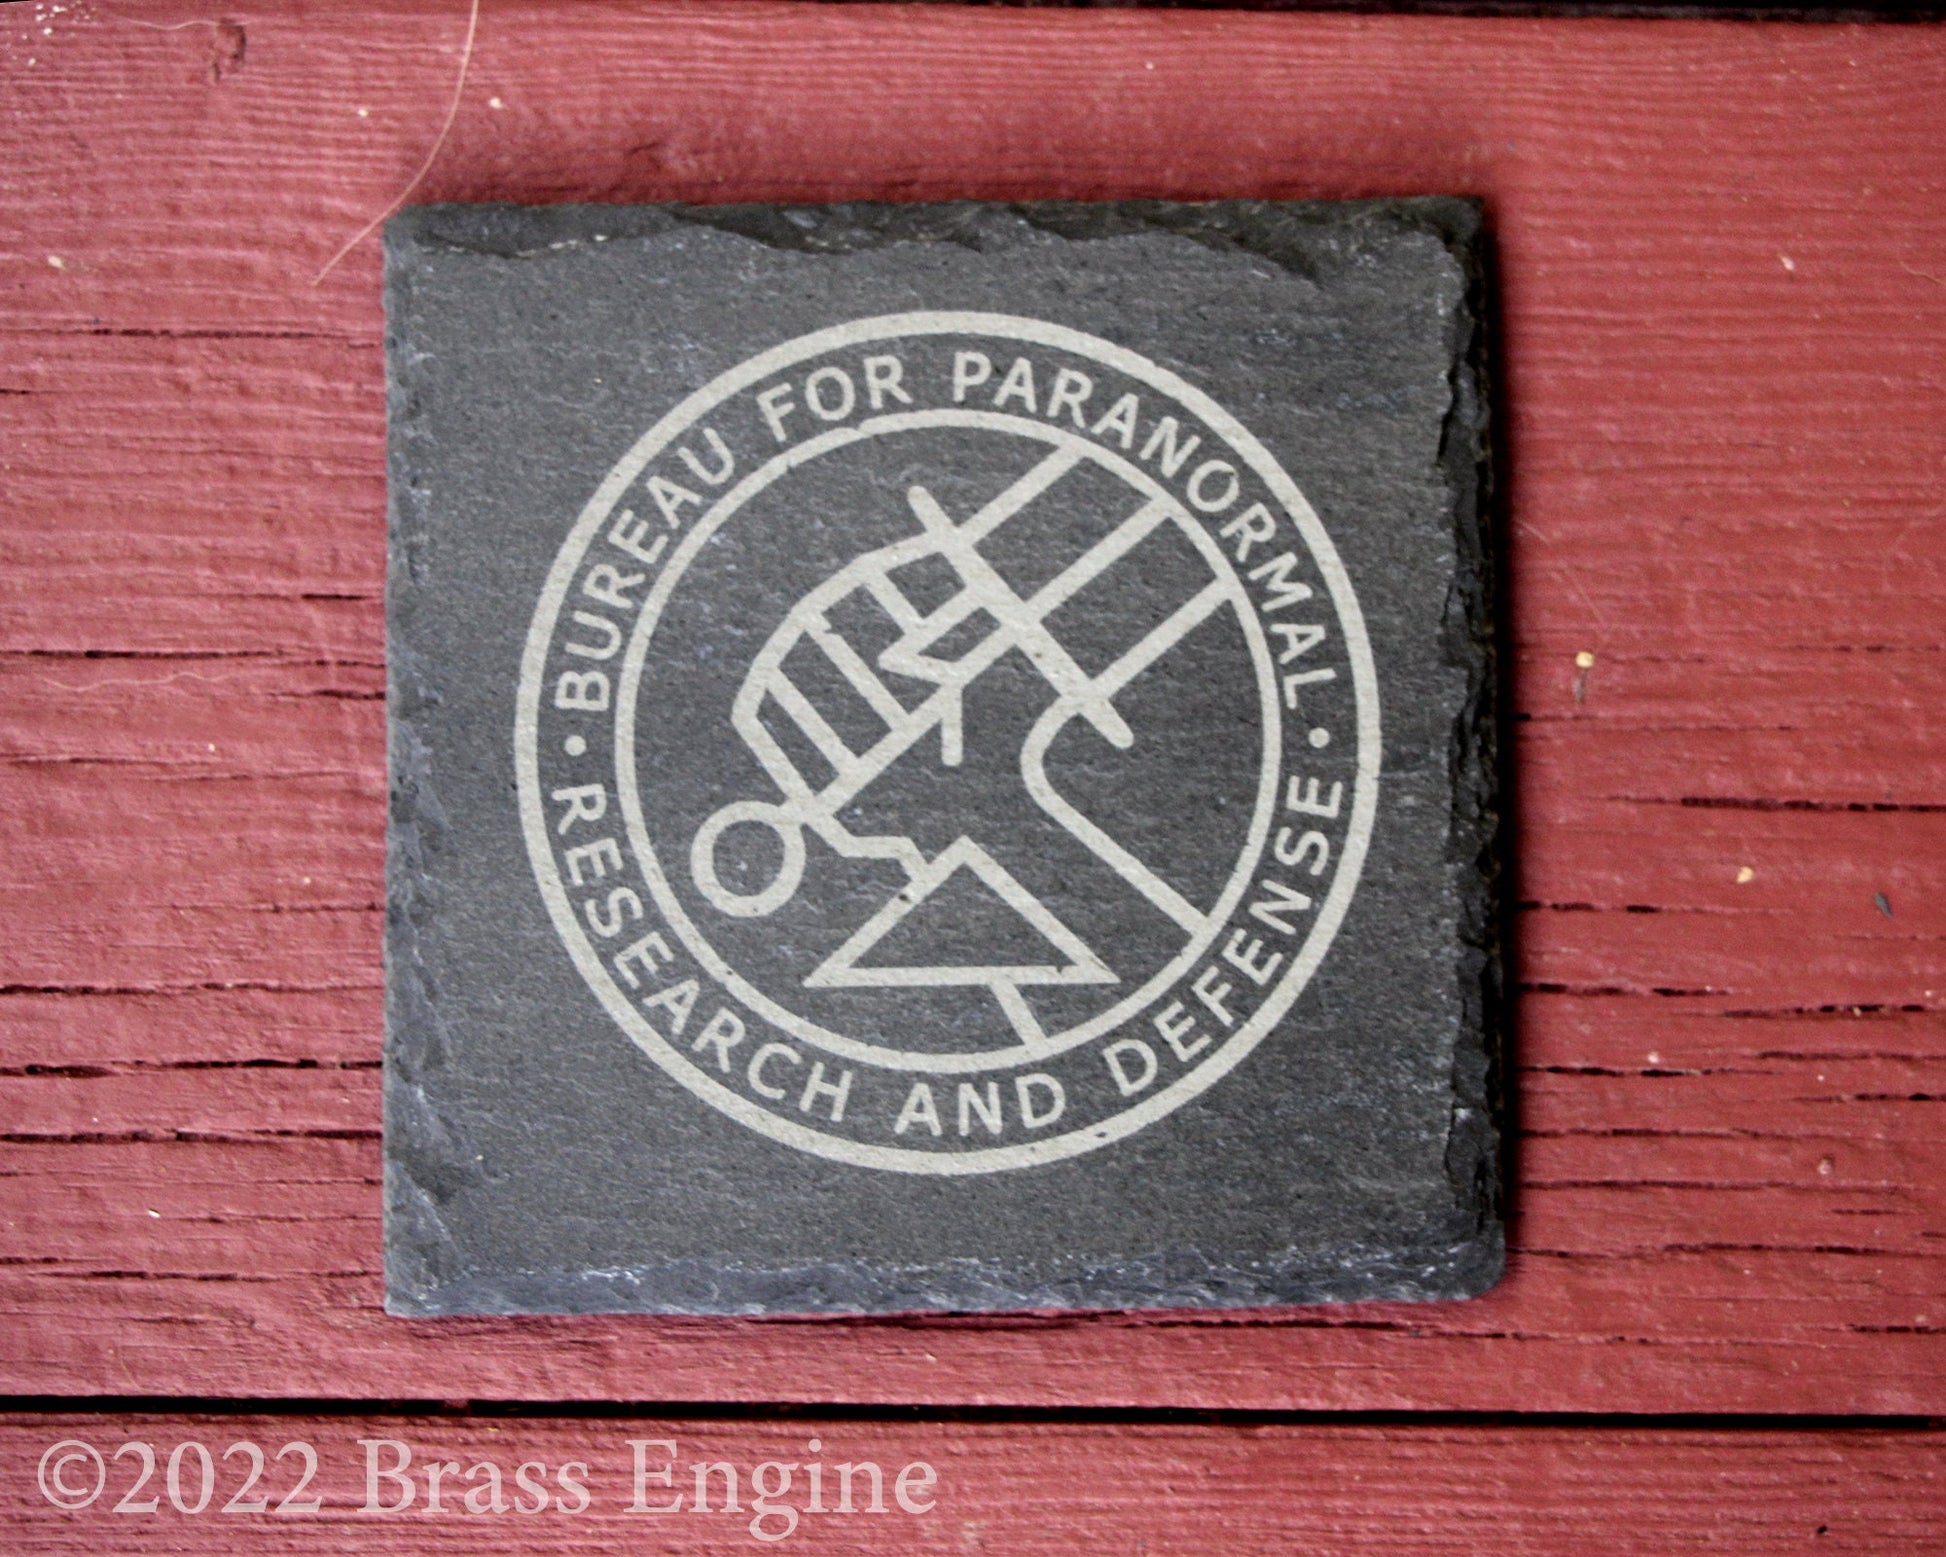 BUREAU FOR PARANORMAL
RESEARCH AND DEFENSE
©2022 Brass Engine